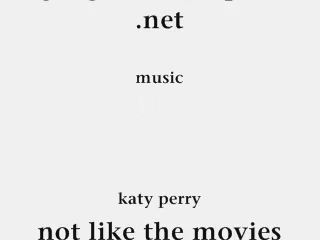 .net
music
katy perry
not like the movies